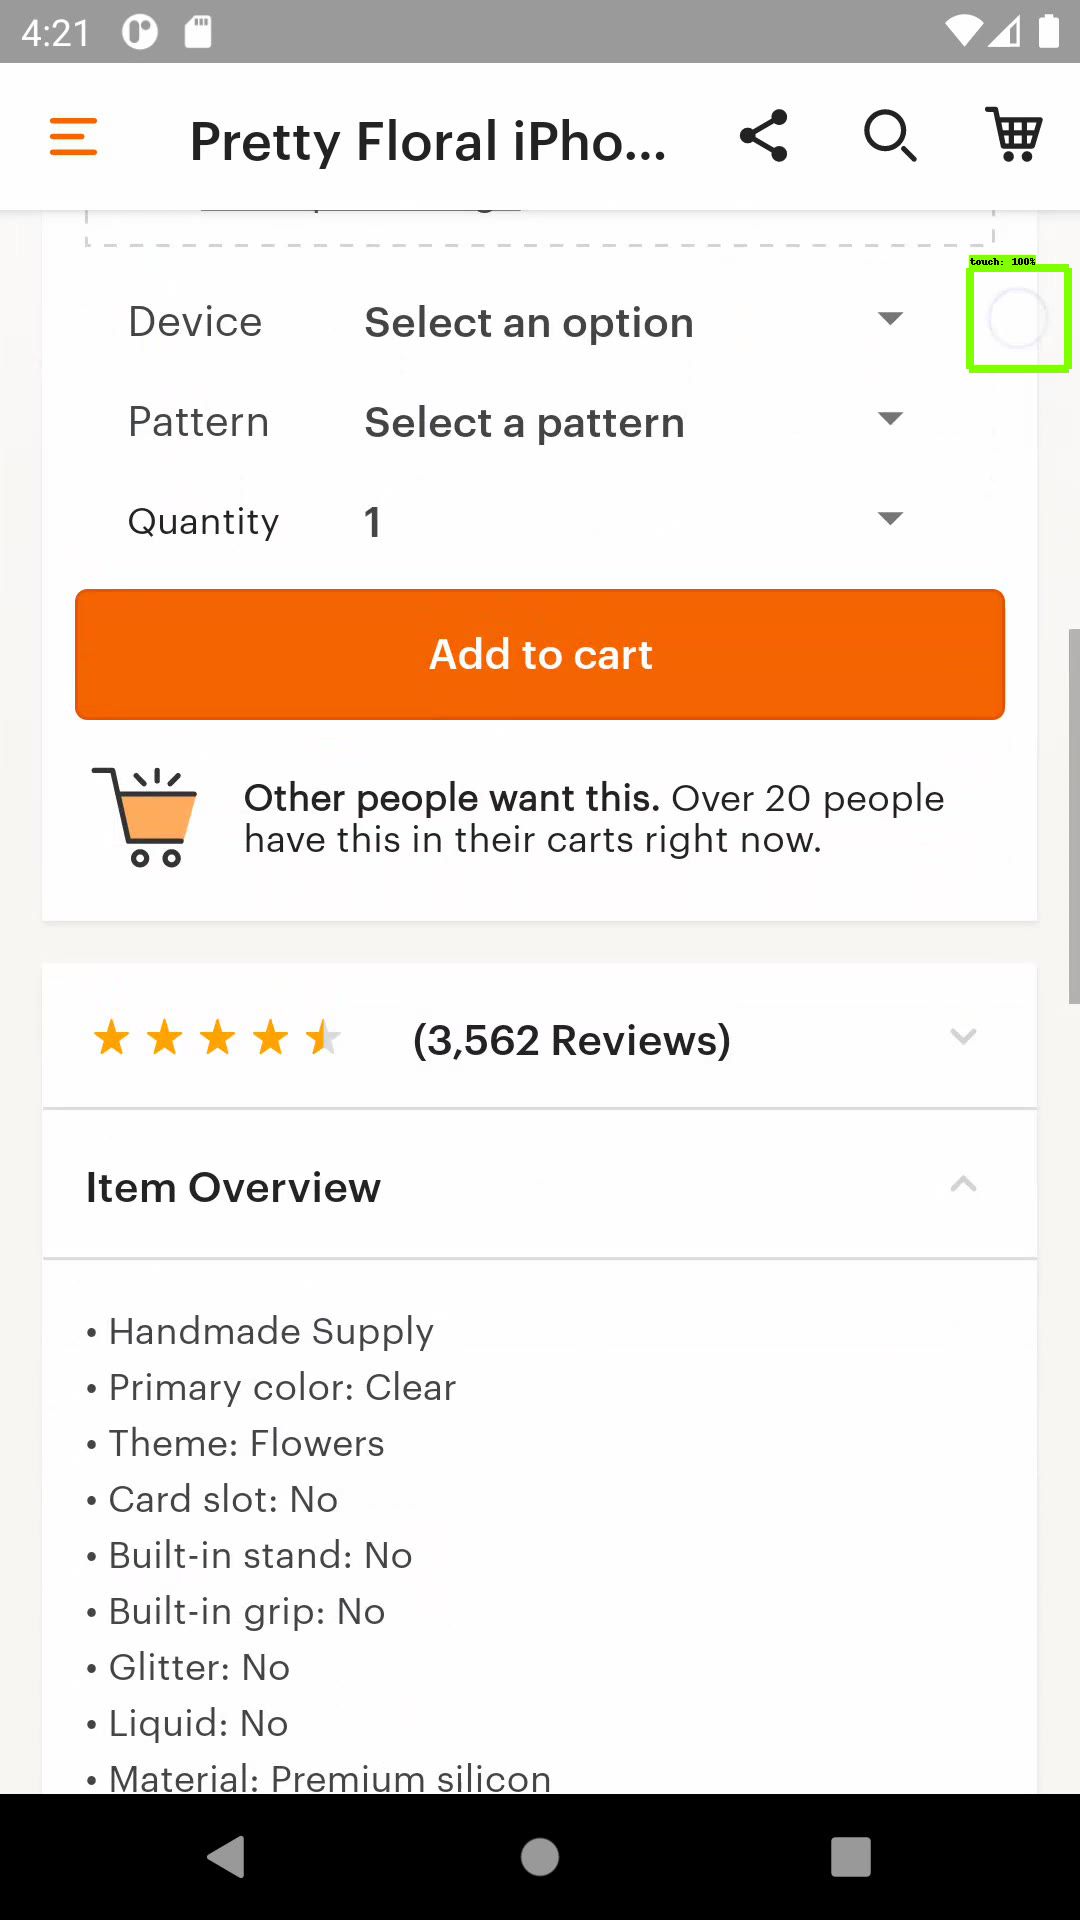 4:21
Pretty Floral iPho...
touch: 100%
Device Select an option
Pattern Select a pattern
Quantity 1
Add to cart
Other people want this. Over 20 people
have this in their carts right now.
(3,562 Reviews)
Item Overview
• Handmade Supply
• Primary color: Clear
• Theme: Flowers
• Card slot: No
• Built-in stand: No
• Built-in grip: No
• Glitter: No
• Liquid: No
• Material: Premium silicon